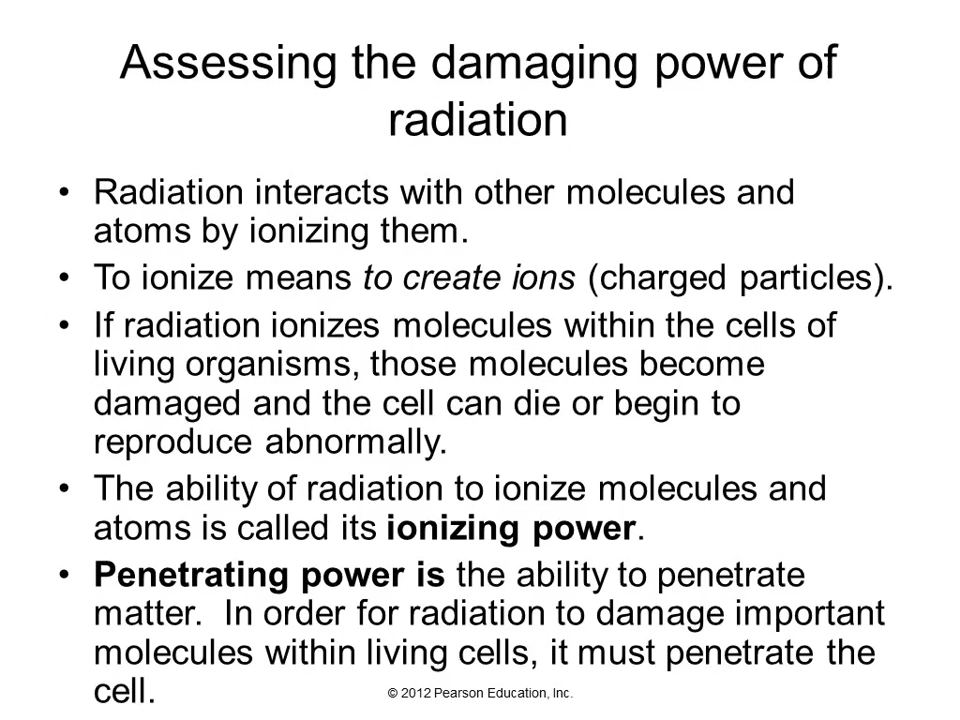 Assessing the damaging power of
radiation
• Radiation interacts with other molecules and
atoms by ionizing them.
• To ionize means to create ions (charged particles).
• If radiation ionizes molecules within the cells of
living organisms, those molecules become
damaged and the cell can die or begin to
reproduce abnormally.
• The ability of radiation to ionize molecules and
atoms is called its ionizing power.
• Penetrating power is the ability to penetrate
matter.  In order for radiation to damage important
molecules within living cells, it must penetrate the
cell.
© 2012 Pearson Education, Inc.